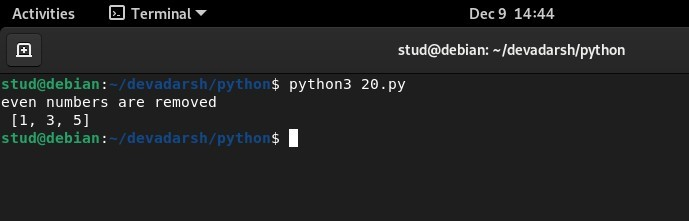 Activities Terminal Dec 9 14:44
stud@debian: ~/devadarsh/python
stud@debian:~/devadarsh/python$ python3 20.py
even numbers are removed
[1, 3, 5]
stud@debian:~/devadarsh/python$